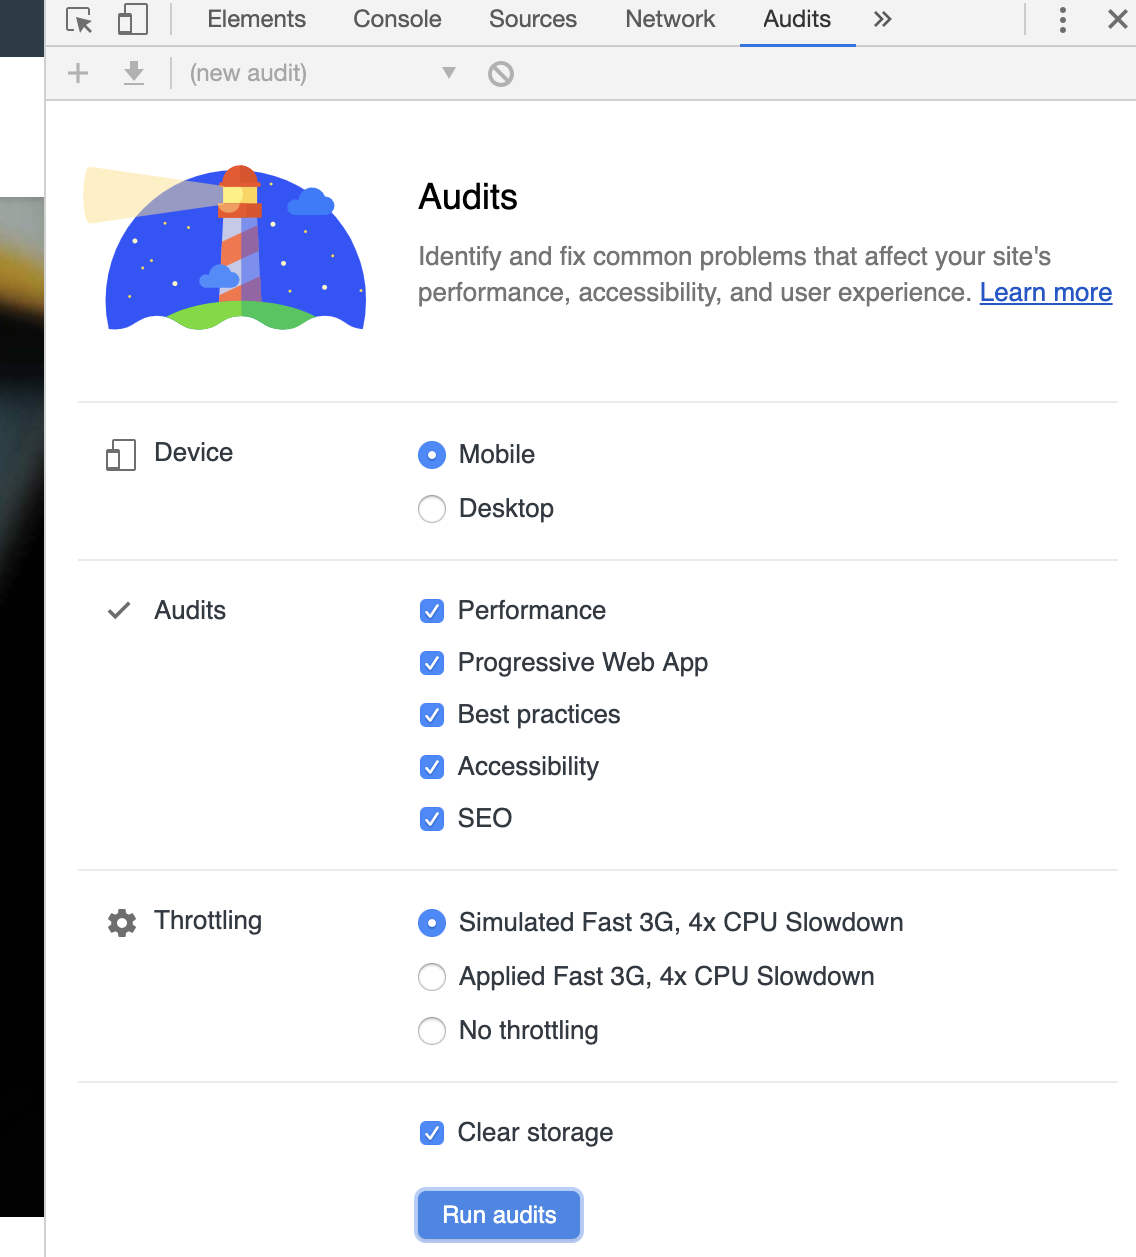 Elements Console Sources Network Audits
(new audit)
Audits
Identify and fix common problems that affect your site's
performance, accessibility, and user experience. Learn more
Device
Mobile
Desktop
Audits
Performance
Progressive Web App
Best practices
Accessibility
SEO
Throttling
Simulated Fast 3G, 4x CPU Slowdown
Applied Fast 3G, 4x CPU Slowdown
No throttling
Clear storage
Run audits